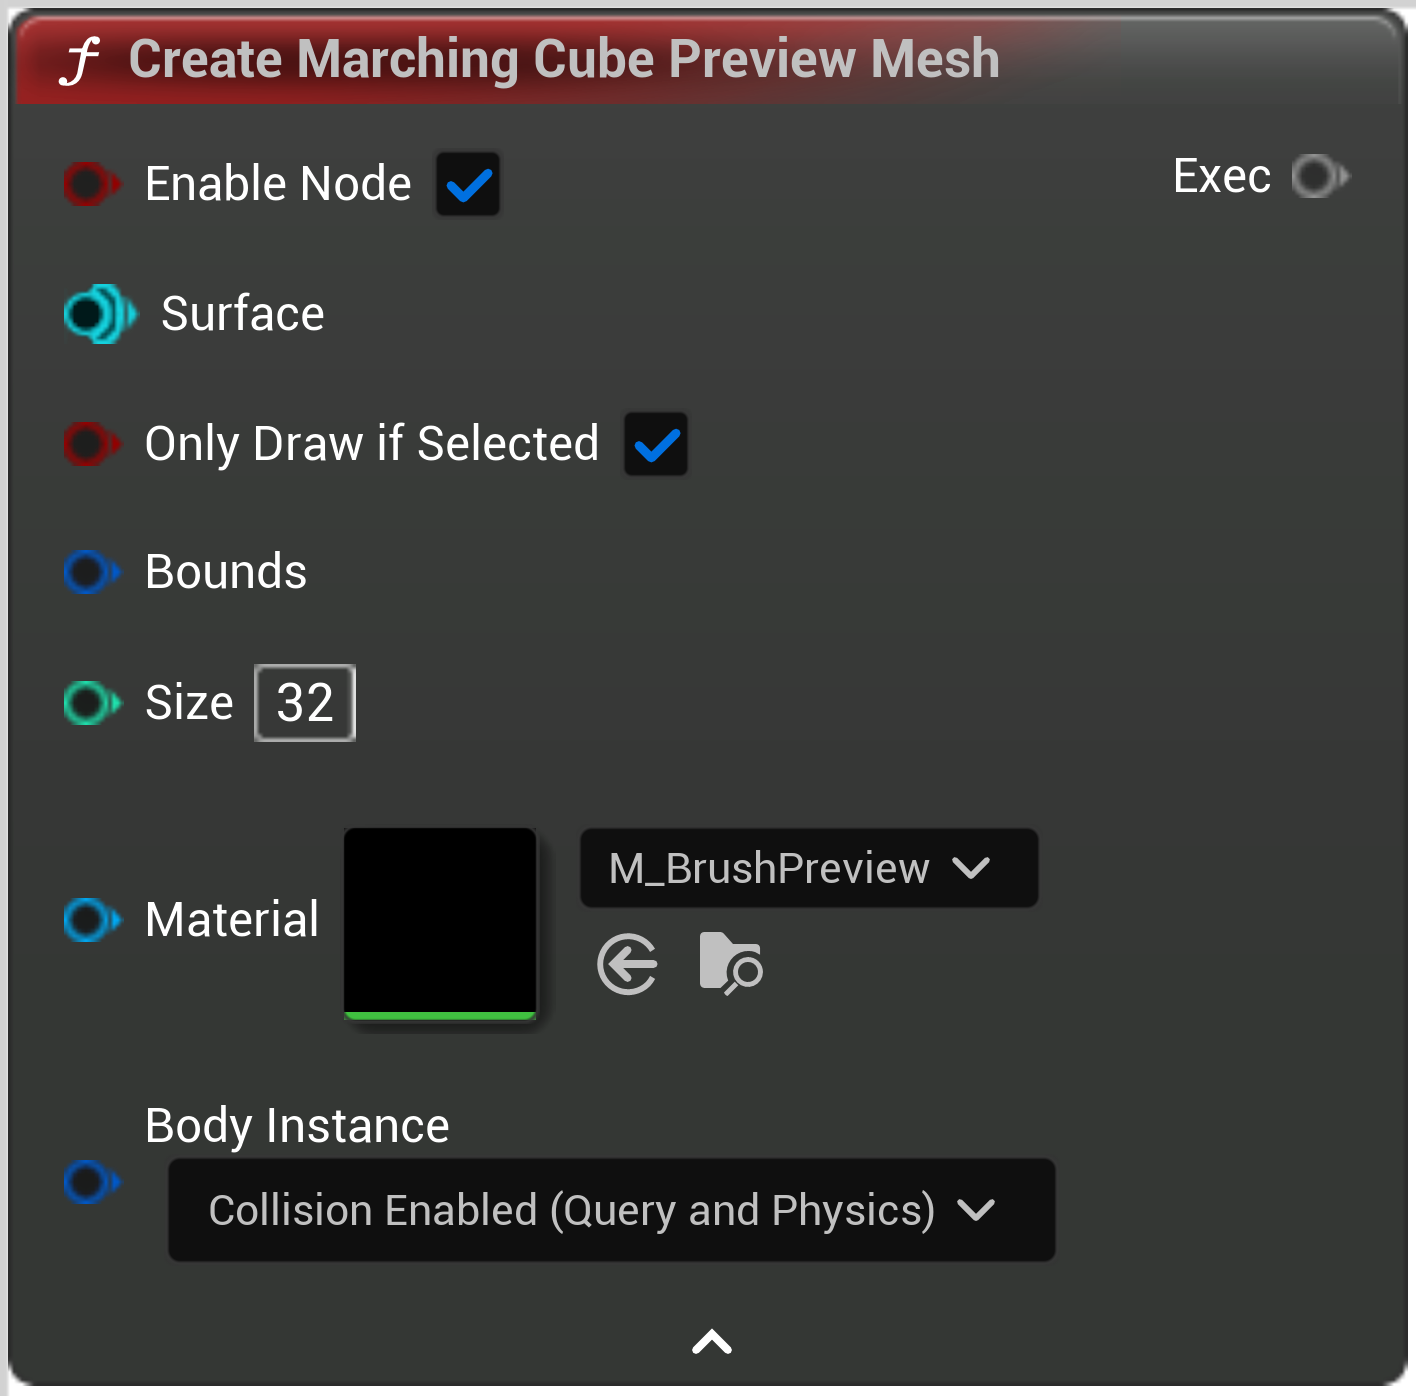 f Create Marching Cube Preview Mesh
Enable Node
Exec
Surface
Only Draw if Selected
Bounds
Size 32
M_BrushPreview
Material
Body Instance
Collision Enabled (Query and Physics)